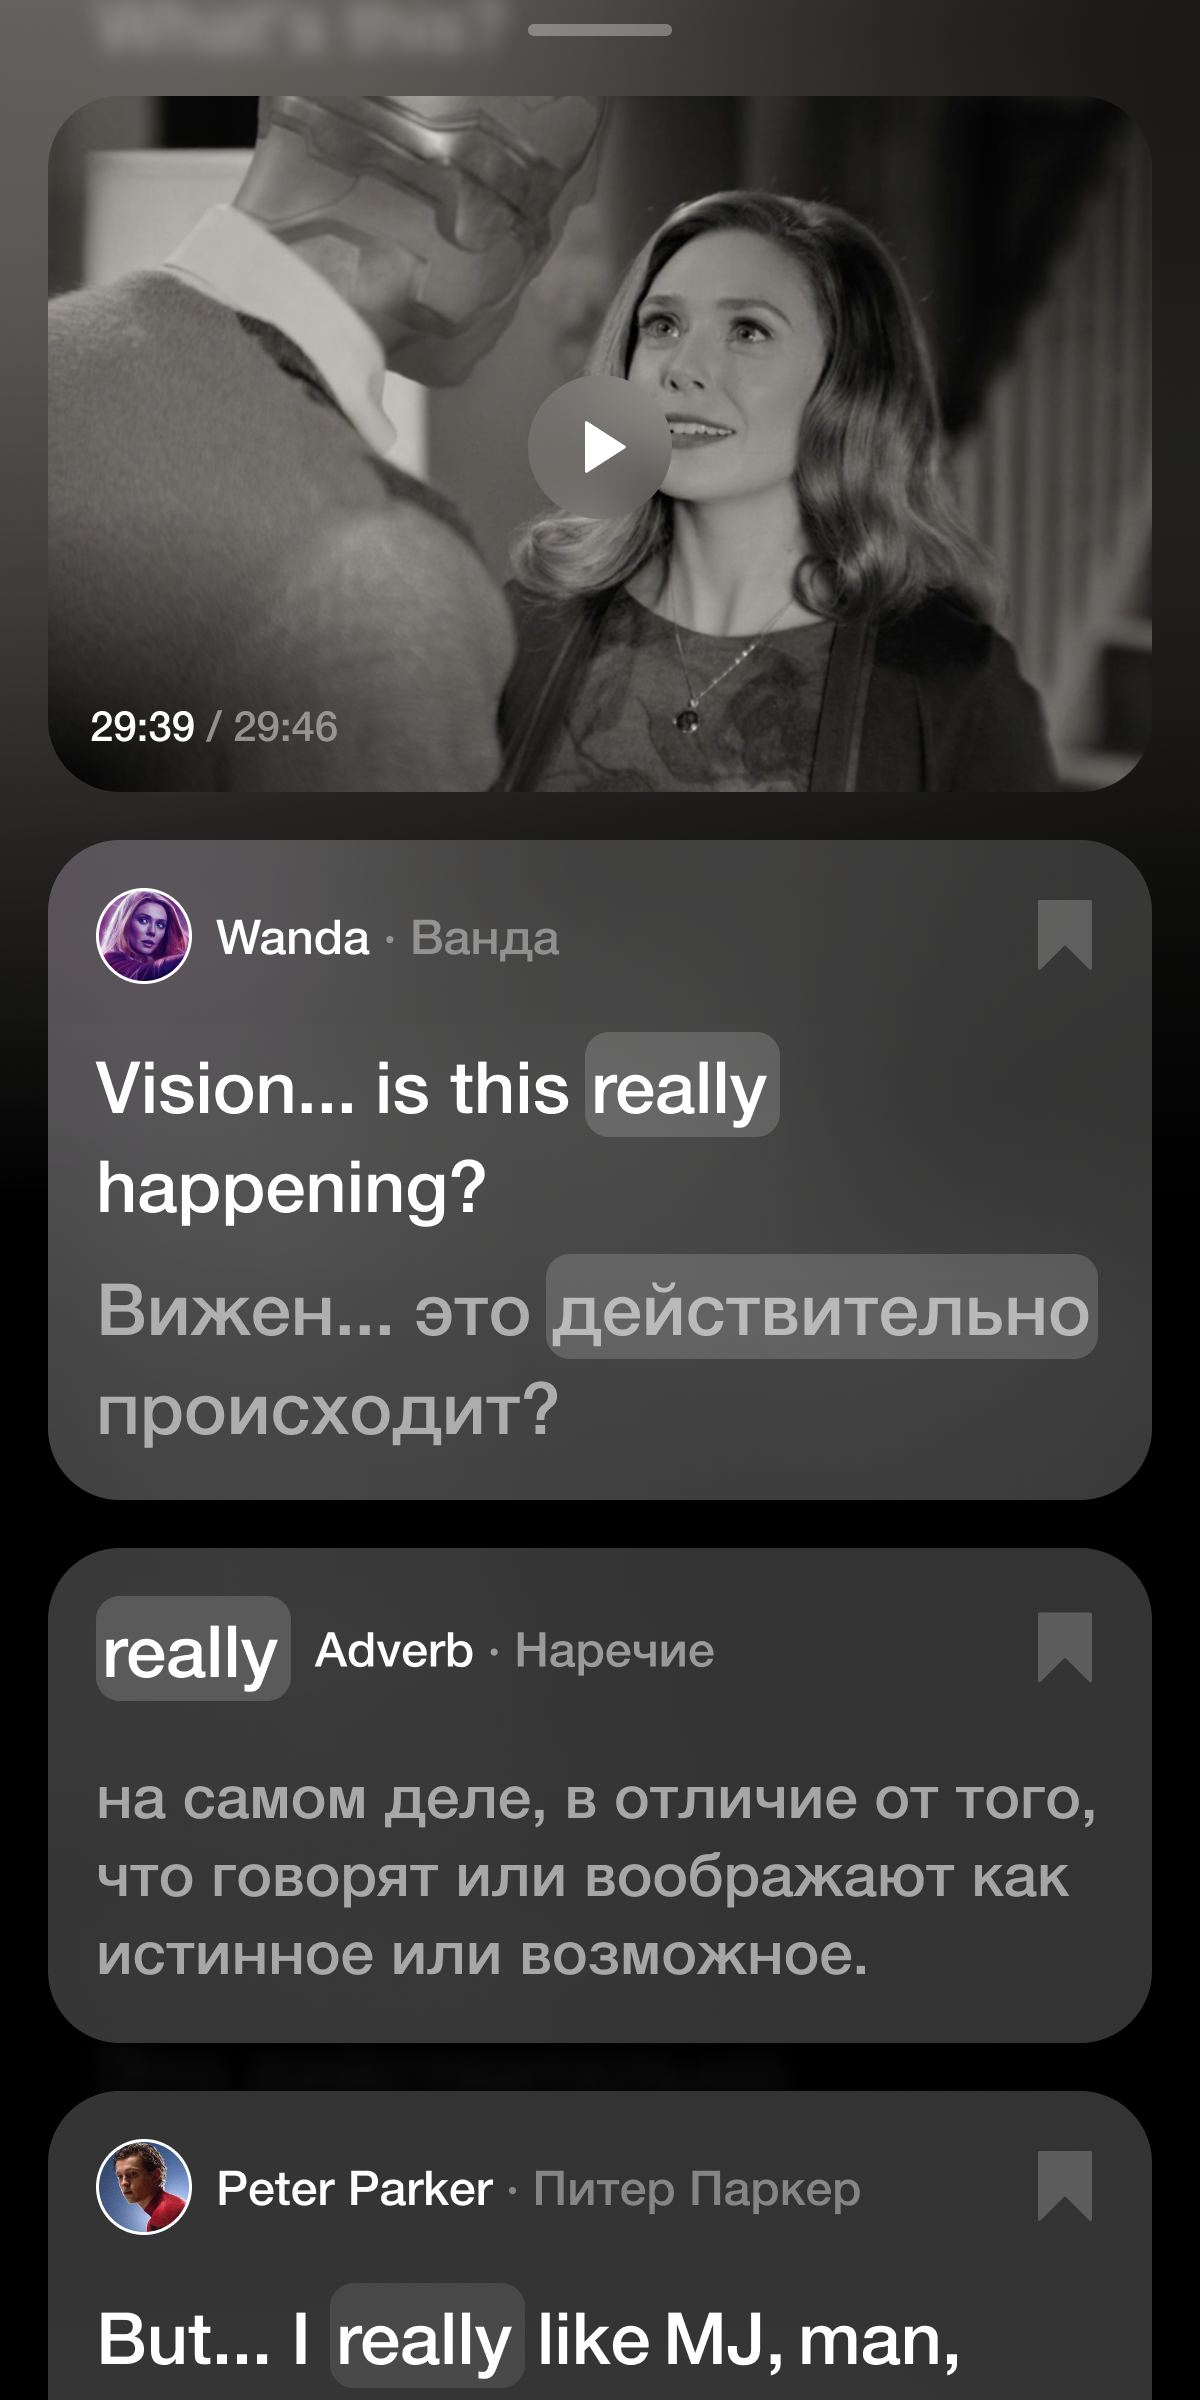 What's this?
29:39 / 29:46
Wanda · Ванда
Vision... is this really
happening?
Вижен... это действительно
происходит?
really Adverb · Наречие
на самом деле, в отличие от того,
что говорят или воображают как
истинное или возможное.
Peter Parker · Питер Паркер
But... I really like MJ, man,